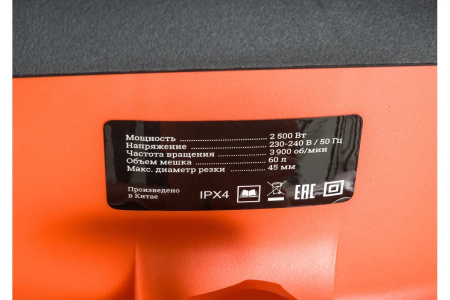 Мощность ........................ 2 500 Вт
Напряжение .................. 230-240 В / 50 Гц
Частота вращения ............. 3 900 об/мин
Объем мешка .................... 60 л
Макс. диаметр резки .......... 45 мм
Произведено
в Китае
IPX4
EAC